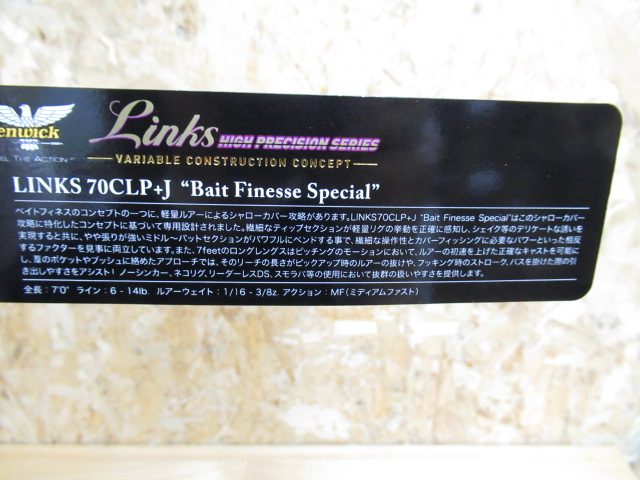 enwick
EL THE ACTION
Links HIGH PRECISION SERIES
VARIABLE CONSTRUCTION CONCEPT
LINKS 70CLP+J “Bait Finesse Special”
ベイトフィネスのコンセプトの一つに、軽量ルアーによるシャローカバー攻略があります。LINKS70CLP+J “Bait Finesse Special”はこのシャローカバー
攻略に特化したコンセプトに基づいて専用設計されました。繊細なティップセクションが軽量リグの挙動を正確に感知し、シェイク等のデリケートな誘いを
実現すると共に、やや張りが強いミドル～バットセクションがパワフルにベンドする事で、繊細な操作性とカバーフィッシングに必要なパワーといった相反
するファクターを見事に両立しています。また、7feetのロングレングスはピッチングのモーションにおいて、ルアーの初速を上げた正確なキャストを可能にし
、葦のポケットやブッシュに絡めたアプローチでは、そのリーチの長さがピックアップ時のルアーの抜けや、フッキング時のストローク、バスを掛けた際の引
き出しやすさをアシスト! ノーシンカー、ネコリグ、リーダーレスDS、スモラバ等の使用において抜群の扱いやすさを提供します。
全長：7'0" ライン：6 - 14lb. ルアーウェイト：1/16 - 3/8z. アクション：MF（ミディアムファスト）